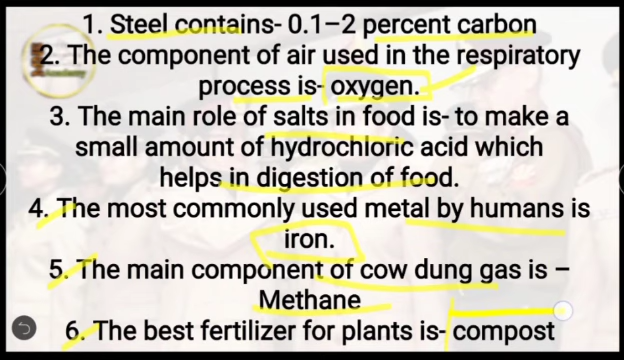 1. Steel contains- 0.1–2 percent carbon
2. The component of air used in the respiratory
process is- oxygen.
3. The main role of salts in food is- to make a
small amount of hydrochloric acid which
helps in digestion of food.
4. The most commonly used metal by humans is
iron.
5. The main component of cow dung gas is –
Methane
6. The best fertilizer for plants is- compost